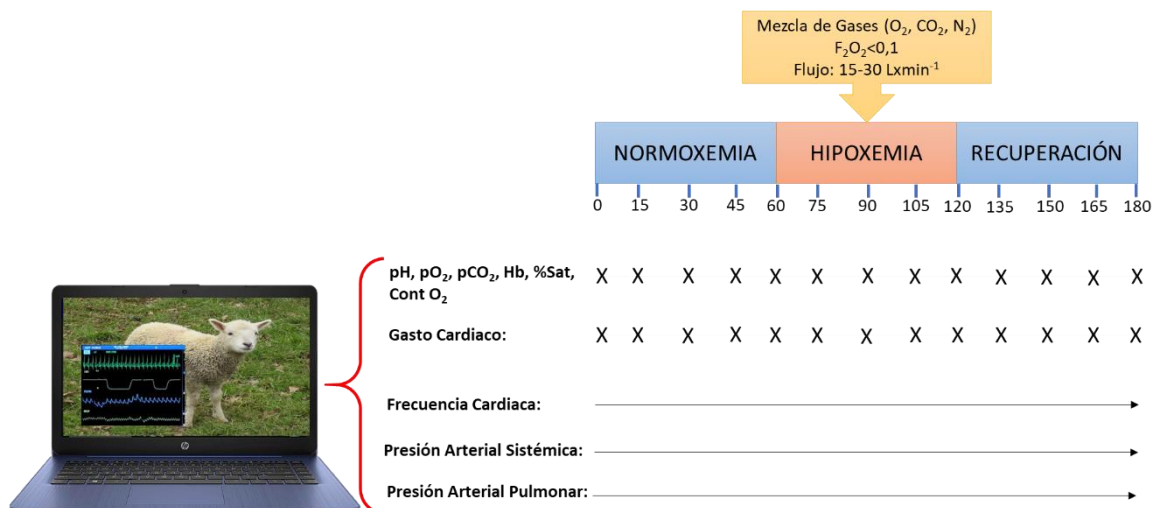 Mezcla de Gases (O₂, CO₂, N₂)
F₂O₂<0,1
Flujo: 15-30 Lxmin⁻¹
NORMOXEMIA HIPOXEMIA RECUPERACIÓN
0 15 30 45 60 75 90 105 120 135 150 165 180
pH, pO₂, pCO₂, Hb, %Sat, X X X X X X X X X X X X X
Cont O₂
Gasto Cardiaco: X X X X X X X X X X X X X
Frecuencia Cardiaca:
Presión Arterial Sistémica:
Presión Arterial Pulmonar:
hp